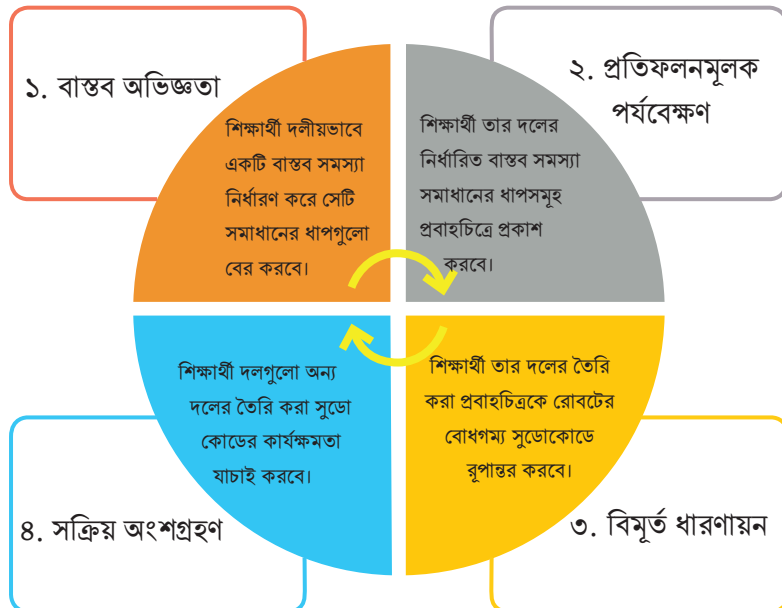 ১. বাস্তব অভিজ্ঞতা
শিক্ষার্থী দলীয়ভাবে
একটি বাস্তব সমস্যা
নির্ধারণ করে সেটি
সমাধানের ধাপগুলো
বের করবে।
২. প্রতিফলনমূলক
পর্যবেক্ষণ
শিক্ষার্থী তার দলের
নির্ধারিত বাস্তব সমস্যা
সমাধানের ধাপসমূহ
প্রবাহচিত্রে প্রকাশ
করবে।
শিক্ষার্থী তার দলের তৈরি
করা প্রবাহচিত্রকে রোবটের
বোধগম্য সুডোকোডে
রূপান্তর করবে।
৩. বিমূর্ত ধারণায়ন
শিক্ষার্থী দলগুলো অন্য
দলের তৈরি করা সুডো
কোডের কার্যক্ষমতা
যাচাই করবে।
৪. সক্রিয় অংশগ্রহণ